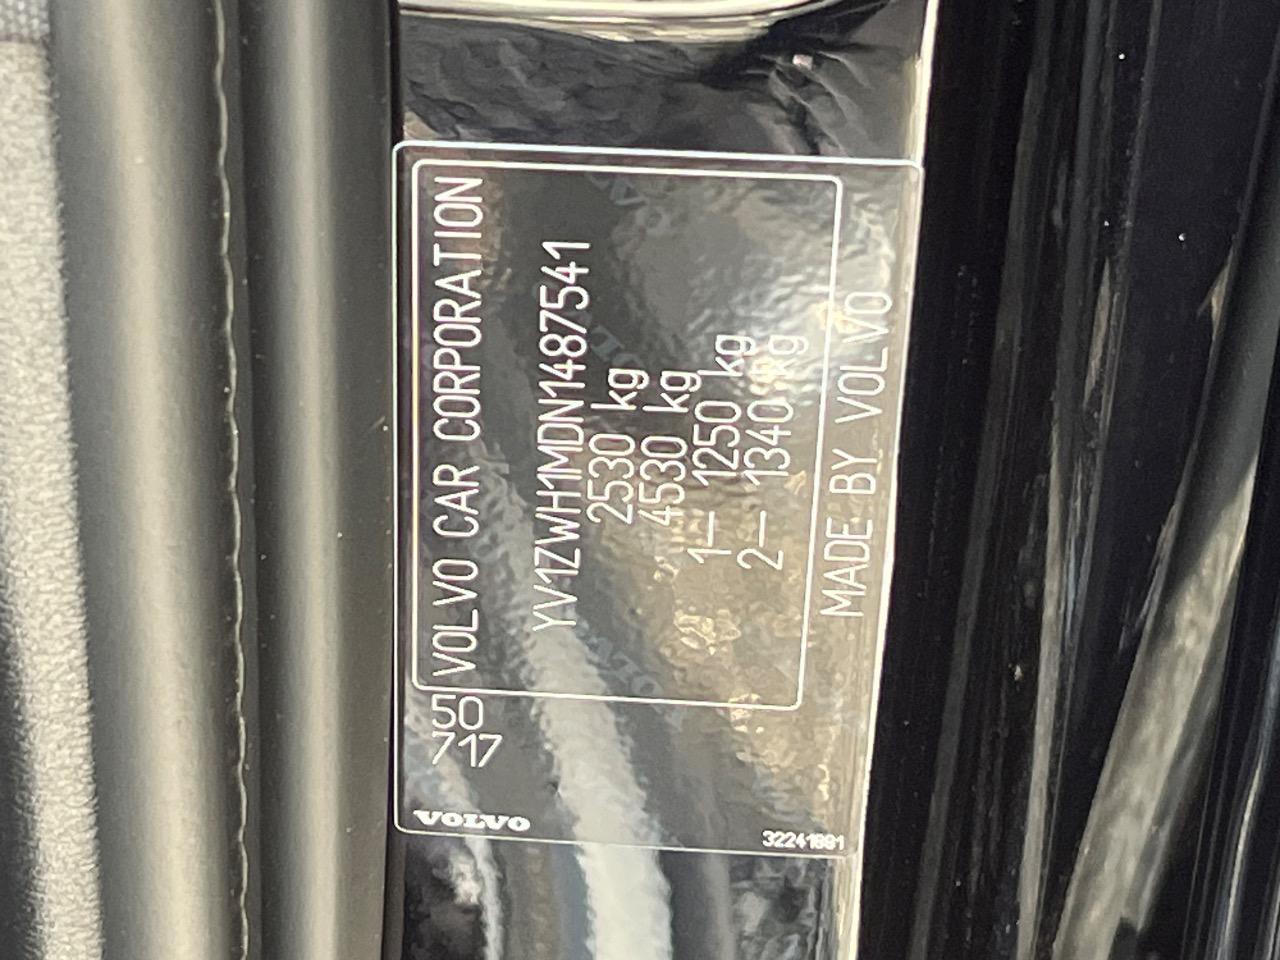 VOLVO CAR CORPORATION
YV1ZWH1MDN1487541
2530 kg
4530 kg
1– 1250 kg
2– 1340 kg
MADE BY VOLVO
50
717
VOLVO
32241891